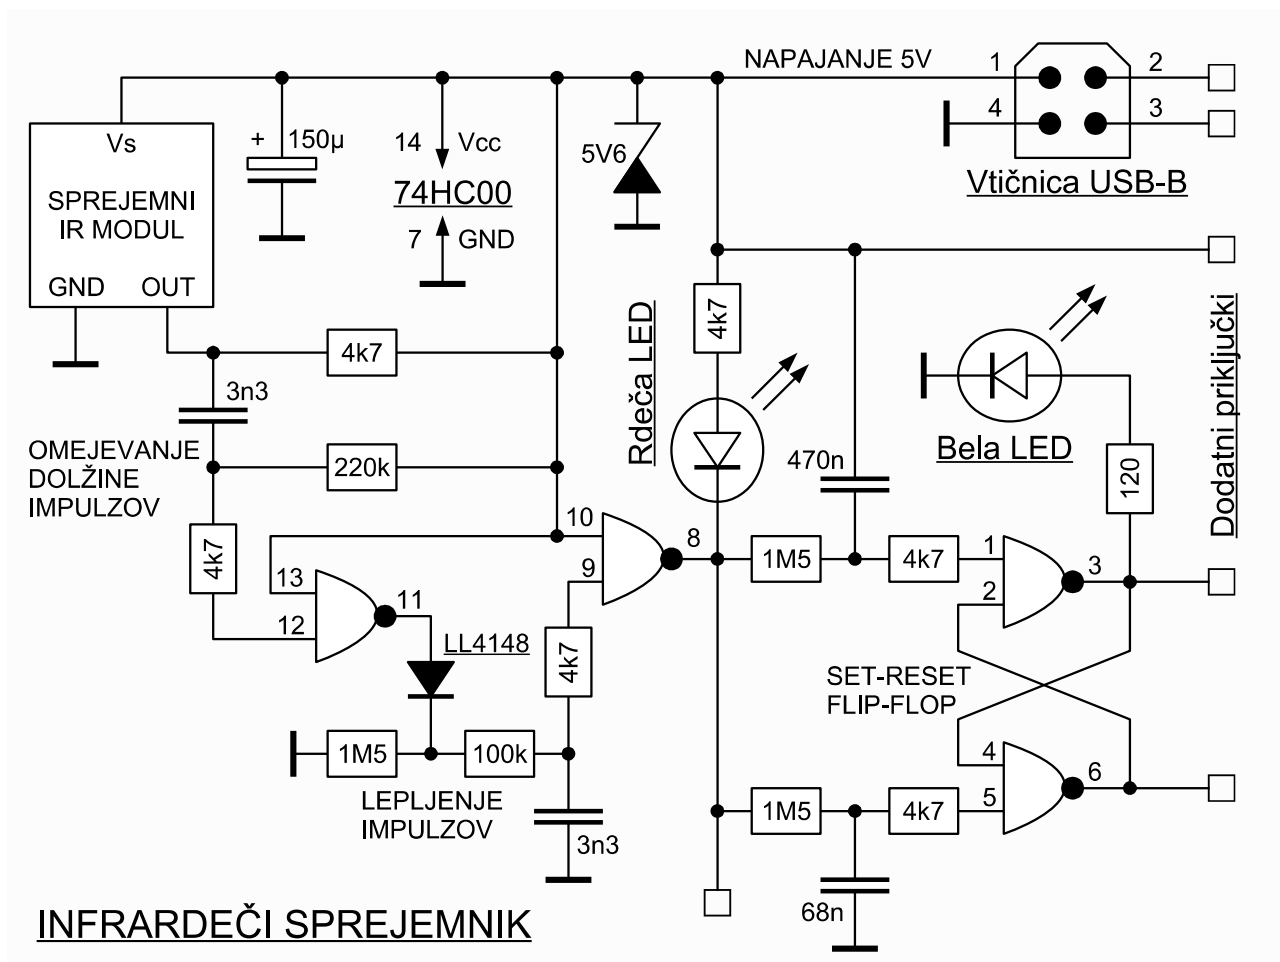 NAPAJANJE 5V
1
2
4
3
Vtičnica USB-B
Vs
SPREJEMNI
IR MODUL
GND
OUT
+
150µ
14
Vcc
74HC00
7
GND
5V6
4k7
3n3
OMEJEVANJE
DOLŽINE
IMPULZOV
220k
4k7
Rdeča LED
4k7
470n
Bela LED
120
Dodatni priključki
10
9
8
13
12
11
LL4148
4k7
1M5
100k
LEPLJENJE
IMPULZOV
3n3
1M5
4k7
1
2
3
SET-RESET
FLIP-FLOP
4
5
6
1M5
4k7
68n
INFRARDEČI SPREJEMNIK